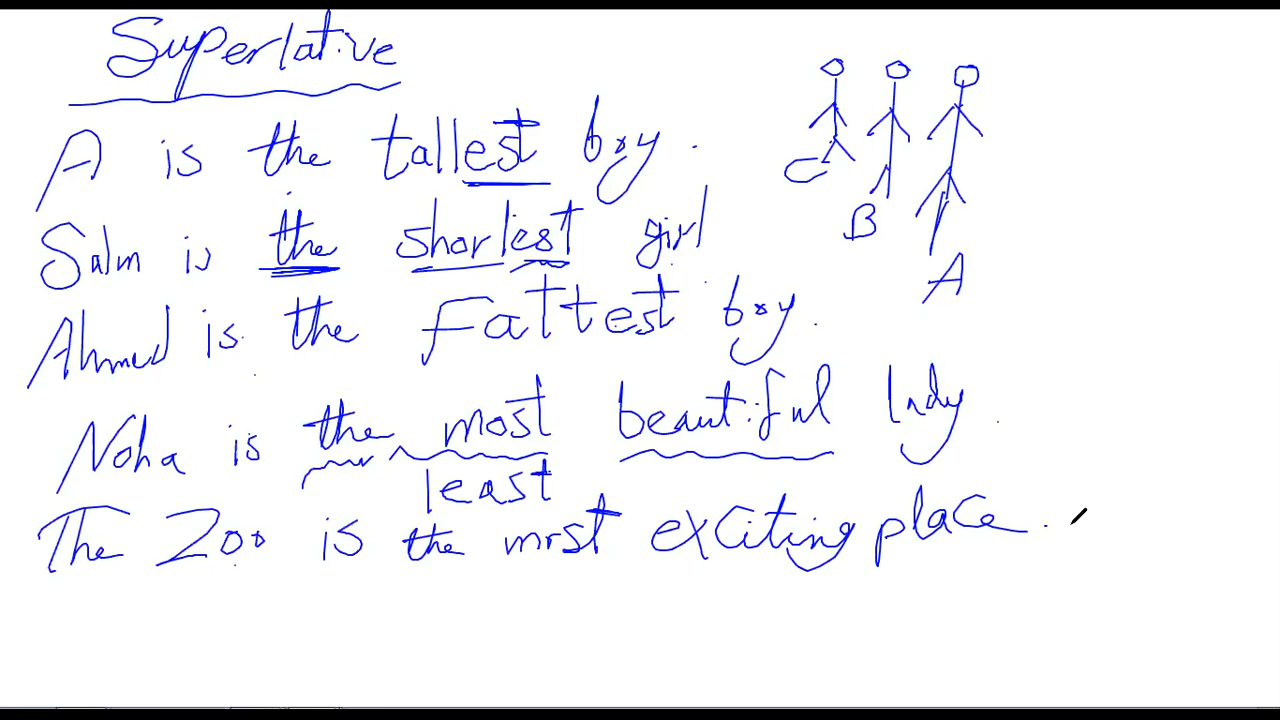 Superlative
A is the tallest boy.
Salm is the shortest girl
Ahmed is the Fattest boy.
Noha is the most beautiful lady.
least
The Zoo is the most exciting place.
C
B
A